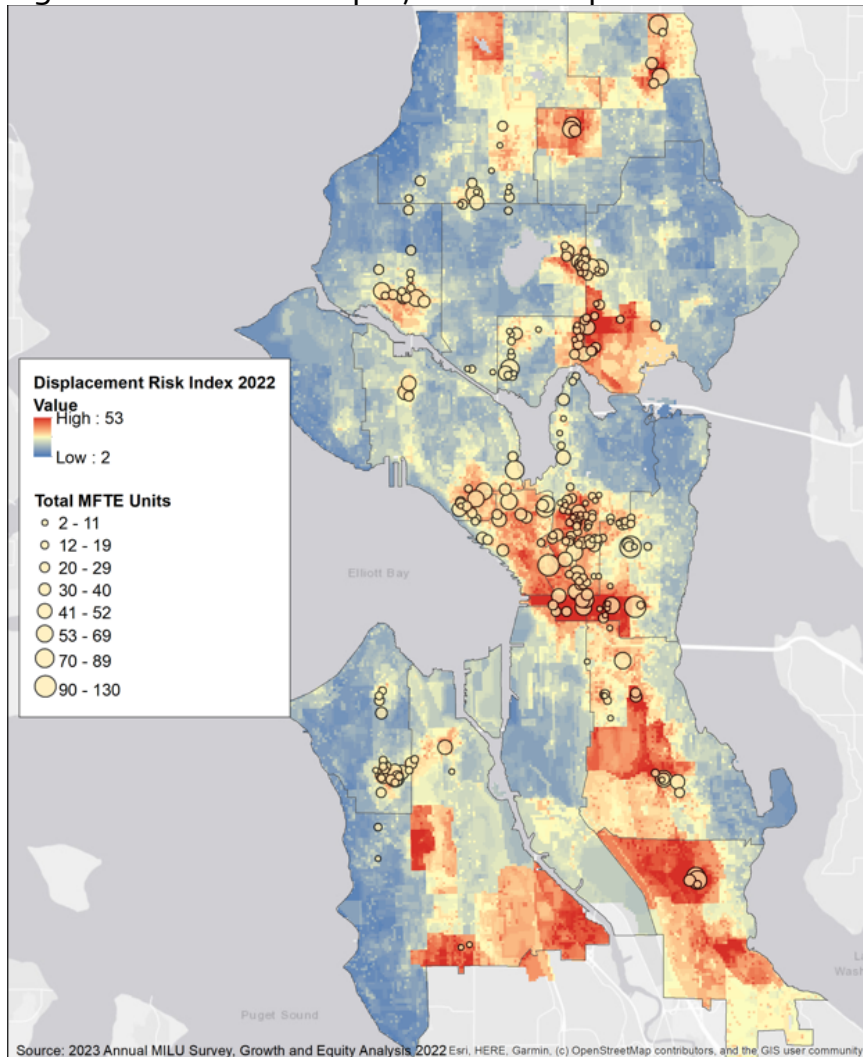 Displacement Risk Index 2022
Value
High : 53
Low : 2
Total MFTE Units
2 - 11
12 - 19
20 - 29
30 - 40
41 - 52
53 - 69
70 - 89
90 - 130
Elliott Bay
Puget Sound
Source: 2023 Annual MILU Survey, Growth and Equity Analysis 2022 Esri, HERE, Garmin, (c) OpenStreetMap contributors, and the GIS user community